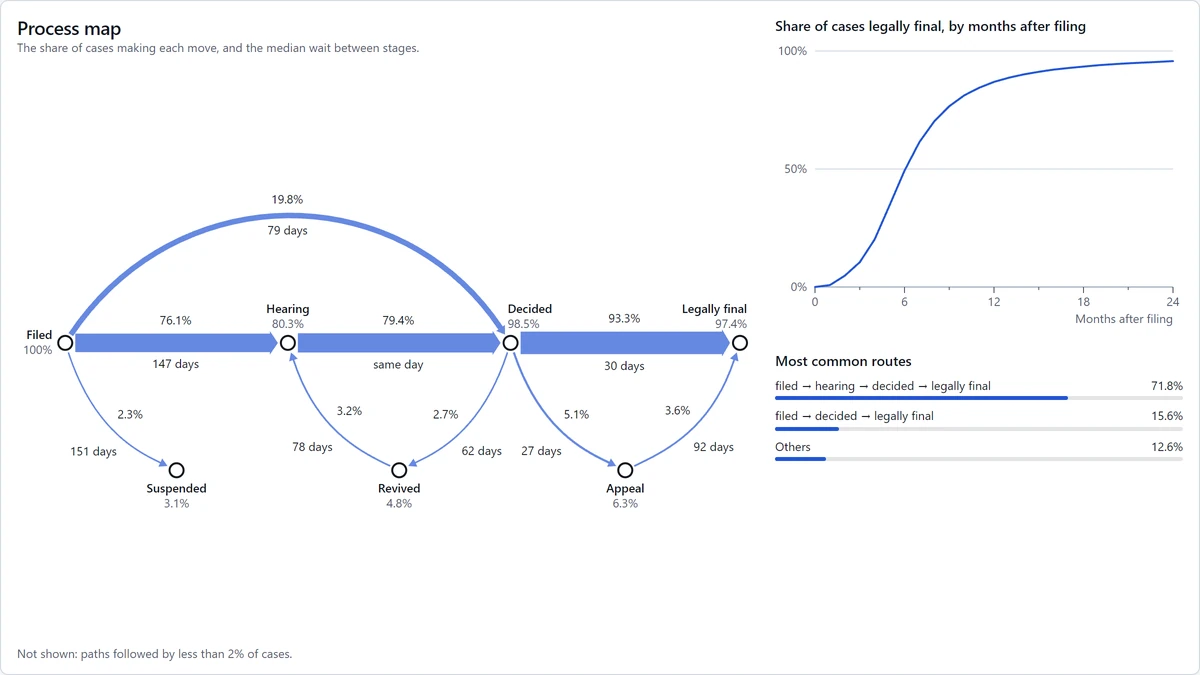 Process map
The share of cases making each move, and the median wait between stages.
19.8%
79 days
Filed
100%
76.1%
147 days
Hearing
80.3%
79.4%
same day
Decided
98.5%
93.3%
30 days
Legally final
97.4%
2.3%
151 days
Suspended
3.1%
3.2%
78 days
2.7%
62 days
Revived
4.8%
5.1%
27 days
3.6%
92 days
Appeal
6.3%
Not shown: paths followed by less than 2% of cases.
Share of cases legally final, by months after filing
100%
50%
0%
0 6 12 18 24
Months after filing
Most common routes
filed → hearing → decided → legally final 71.8%
filed → decided → legally final 15.6%
Others 12.6%